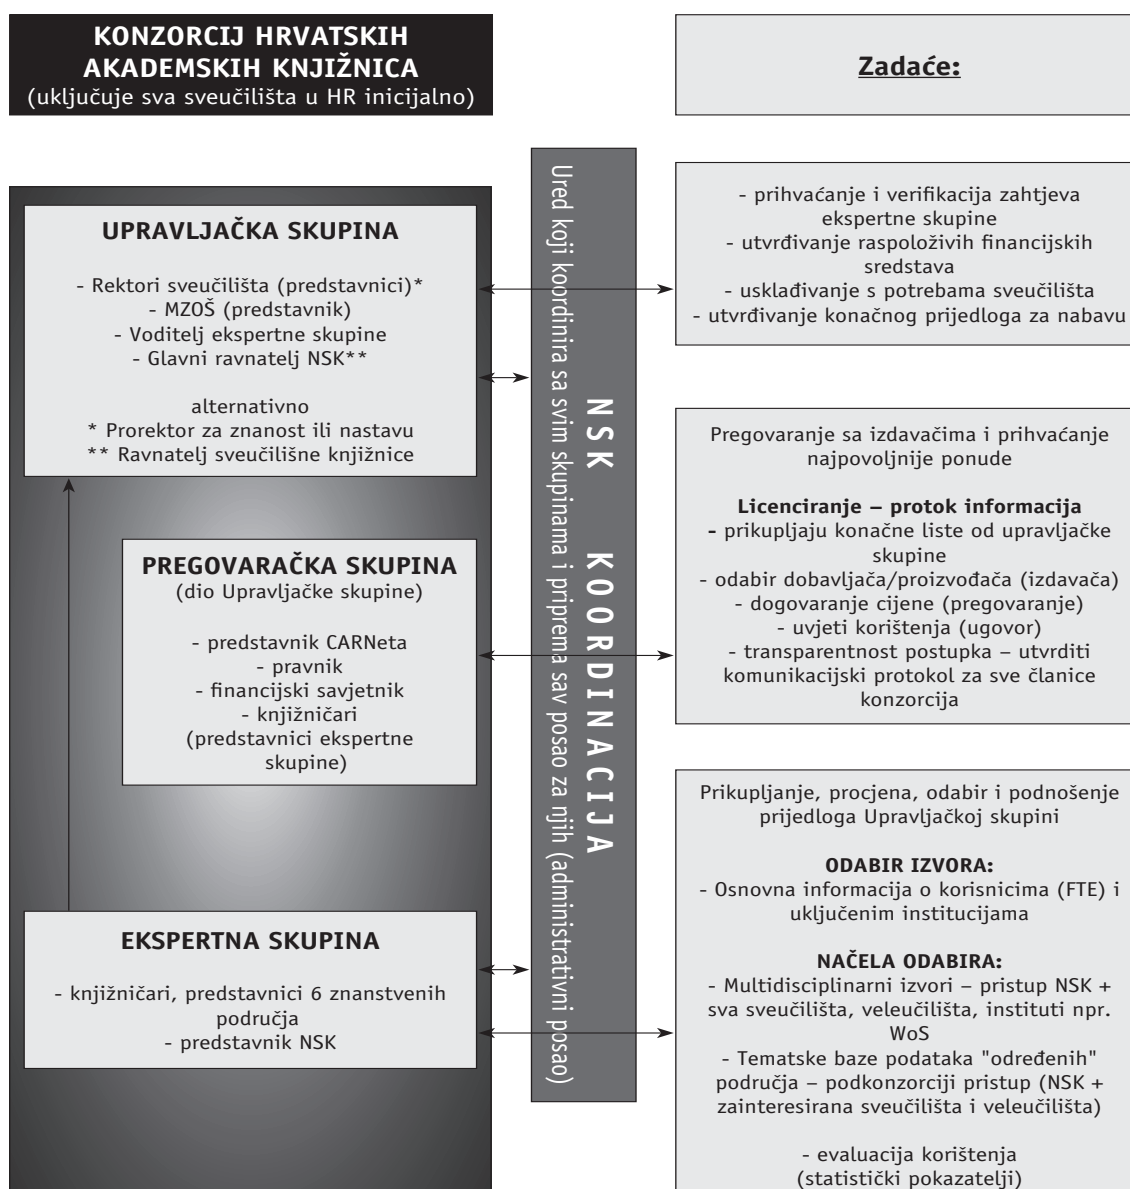 KONZORCIJ HRVATSKIH
AKADEMSKIH KNJIŽNICA
(uključuje sva sveučilišta u HR inicijalno)
Zadaće:
UPRAVLJAČKA SKUPINA
- Rektori sveučilišta (predstavnici)*
- MZOŠ (predstavnik)
- Voditelj ekspertne skupine
- Glavni ravnatelj NSK**
alternativno
* Prorektor za znanost ili nastavu
** Ravnatelj sveučilišne knjižnice
PREGOVARAČKA SKUPINA
(dio Upravljačke skupine)
- predstavnik CARNeta
- pravnik
- financijski savjetnik
- knjižničari
(predstavnici ekspertne
skupine)
EKSPERTNA SKUPINA
- knjižničari, predstavnici 6 znanstvenih
područja
- predstavnik NSK
NSK KOORDINACIJA
Ured koji koordinira sa svim skupinama i priprema sav posao za njih (administrativni posao)
- prihvaćanje i verifikacija zahtjeva
ekspertne skupine
- utvrđivanje raspoloživih financijskih
sredstava
- usklađivanje s potrebama sveučilišta
- utvrđivanje konačnog prijedloga za nabavu
Pregovaranje sa izdavačima i prihvaćanje
najpovoljnije ponude
Licenciranje – protok informacija
- prikupljaju konačne liste od upravljačke
skupine
- odabir dobavljača/proizvođača (izdavača)
- dogovaranje cijene (pregovaranje)
- uvjeti korištenja (ugovor)
- transparentnost postupka – utvrditi
komunikacijski protokol za sve članice
konzorcija
Prikupljanje, procjena, odabir i podnošenje
prijedloga Upravljačkoj skupini
ODABIR IZVORA:
- Osnovna informacija o korisnicima (FTE) i
uključenim institucijama
NAČELA ODABIRA:
- Multidisciplinarni izvori – pristup NSK +
sva sveučilišta, veleučilišta, instituti npr.
WoS
- Tematske baze podataka "određenih"
područja – podkonzorciji pristup (NSK +
zainteresirana sveučilišta i veleučilišta)
- evaluacija korištenja
(statistički pokazatelji)